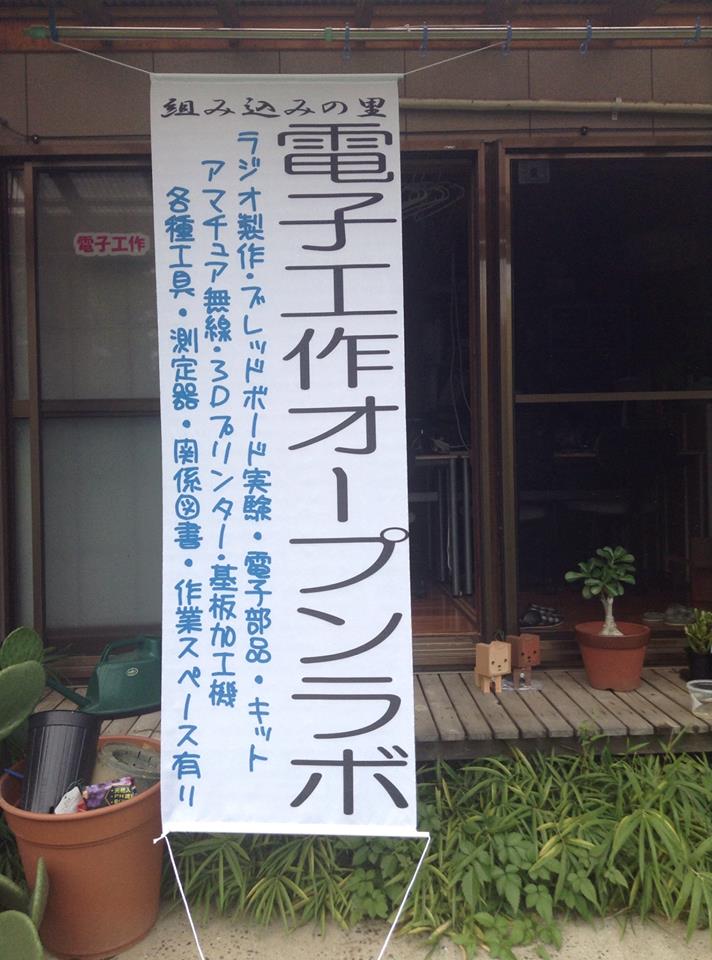 組み込みの里
電子工作オープンラボ
ラジオ製作・ブレッドボード実験・電子部品・キット
アマチュア無線・3Dプリンター・基板加工機
各種工具・測定器・関係図書・作業スペース有!!
電子工作